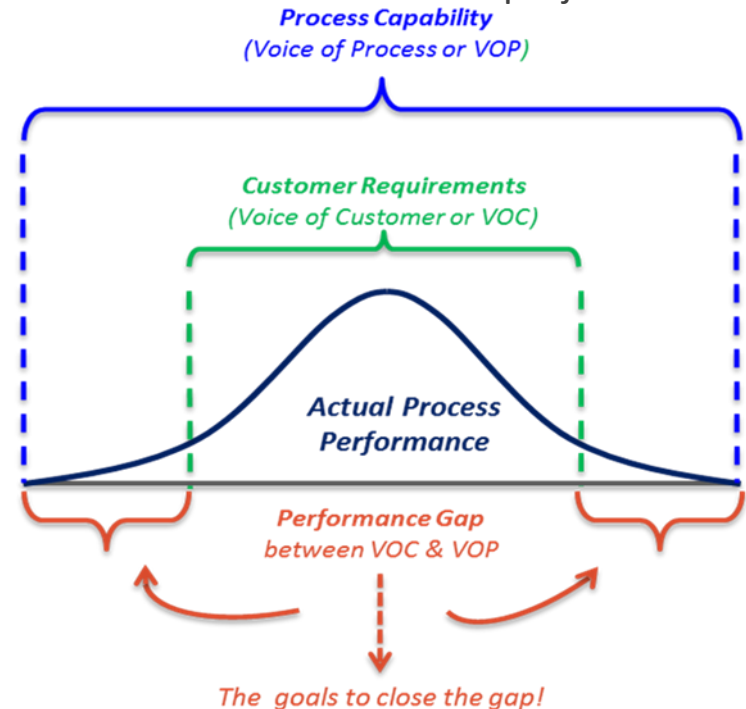 Process Capability
(Voice of Process or VOP)
Customer Requirements
(Voice of Customer or VOC)
Actual Process
Performance
Performance Gap
between VOC & VOP
The goals to close the gap!